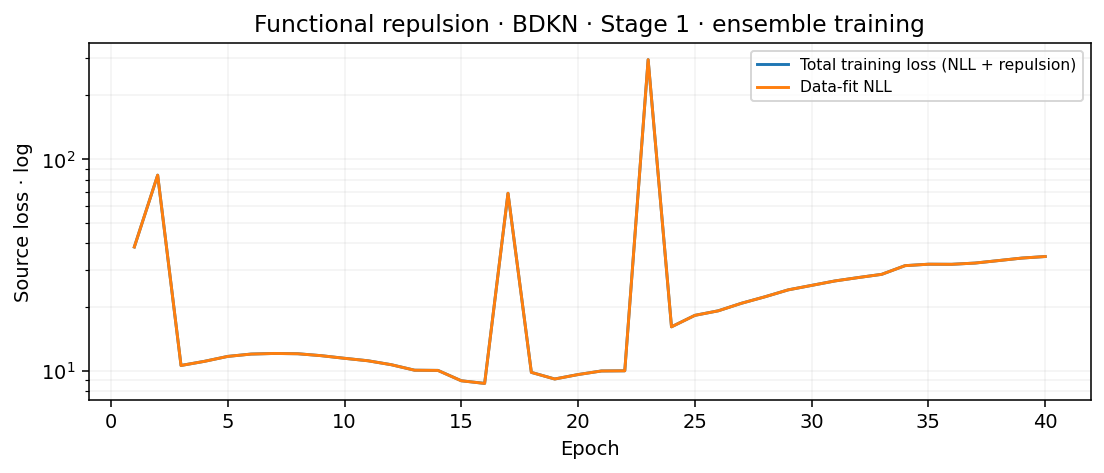 Functional repulsion · BDKN · Stage 1 · ensemble training
Total training loss (NLL + repulsion)
Data-fit NLL
Source loss · log
10²
10¹
0 5 10 15 20 25 30 35 40
Epoch